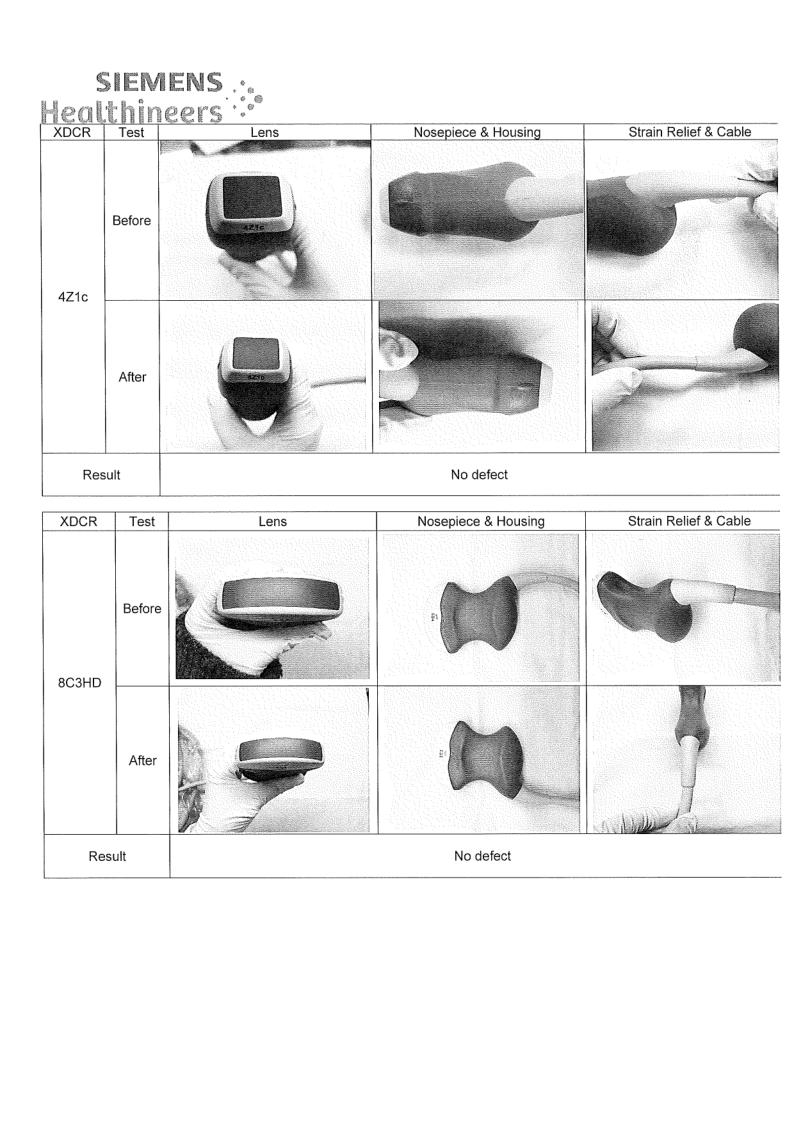 SIEMENS
Healthineers
XDCR Test Lens Nosepiece & Housing Strain Relief & Cable
Before
4Z1c
4Z1c
After
4Z1c
Result No defect
XDCR Test Lens Nosepiece & Housing Strain Relief & Cable
Before
8C3HD
After
Result No defect